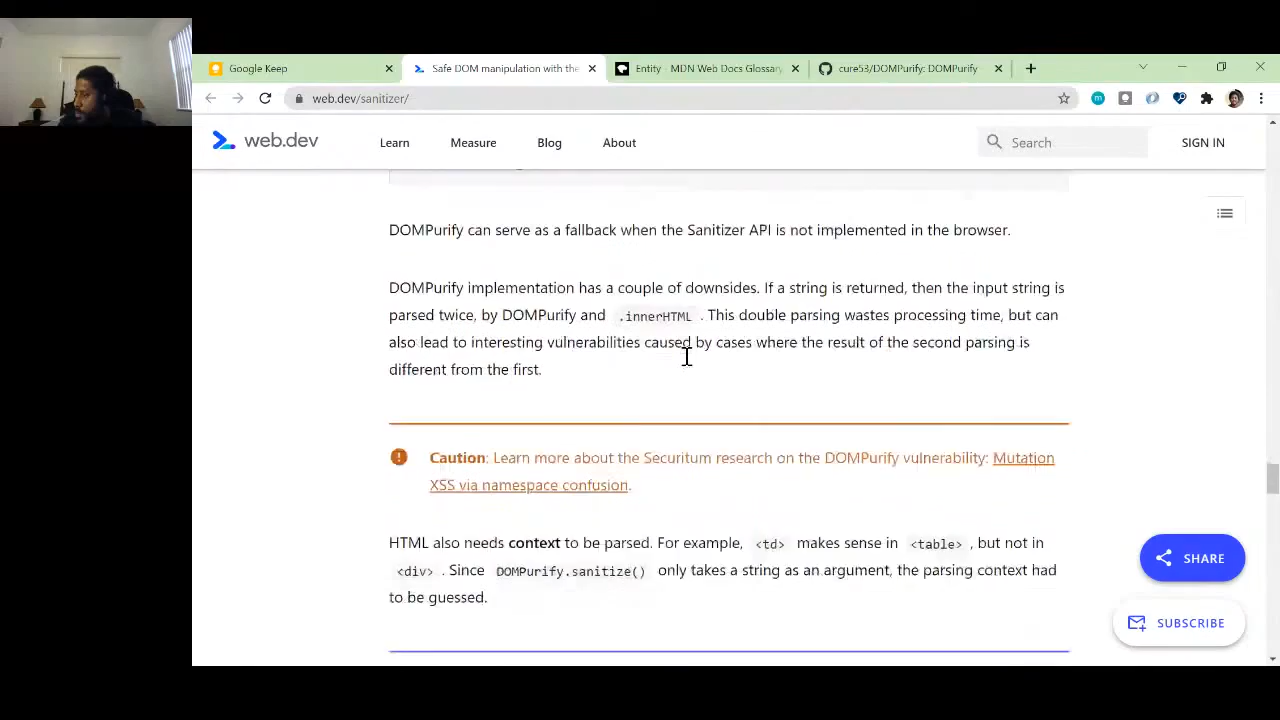 Google Keep
Safe DOM manipulation with the
Entity - MDN Web Docs Glossary
cure53/DOMPurify: DOMPurify
web.dev/sanitizer/
web.dev
Learn
Measure
Blog
About
Search
SIGN IN
DOMPurify can serve as a fallback when the Sanitizer API is not implemented in the browser.
DOMPurify implementation has a couple of downsides. If a string is returned, then the input string is
parsed twice, by DOMPurify and .innerHTML . This double parsing wastes processing time, but can
also lead to interesting vulnerabilities caused by cases where the result of the second parsing is
different from the first.
Caution: Learn more about the Securitum research on the DOMPurify vulnerability: Mutation
XSS via namespace confusion.
HTML also needs context to be parsed. For example, <td> makes sense in <table> , but not in
<div> . Since DOMPurify.sanitize() only takes a string as an argument, the parsing context had
to be guessed.
SHARE
SUBSCRIBE